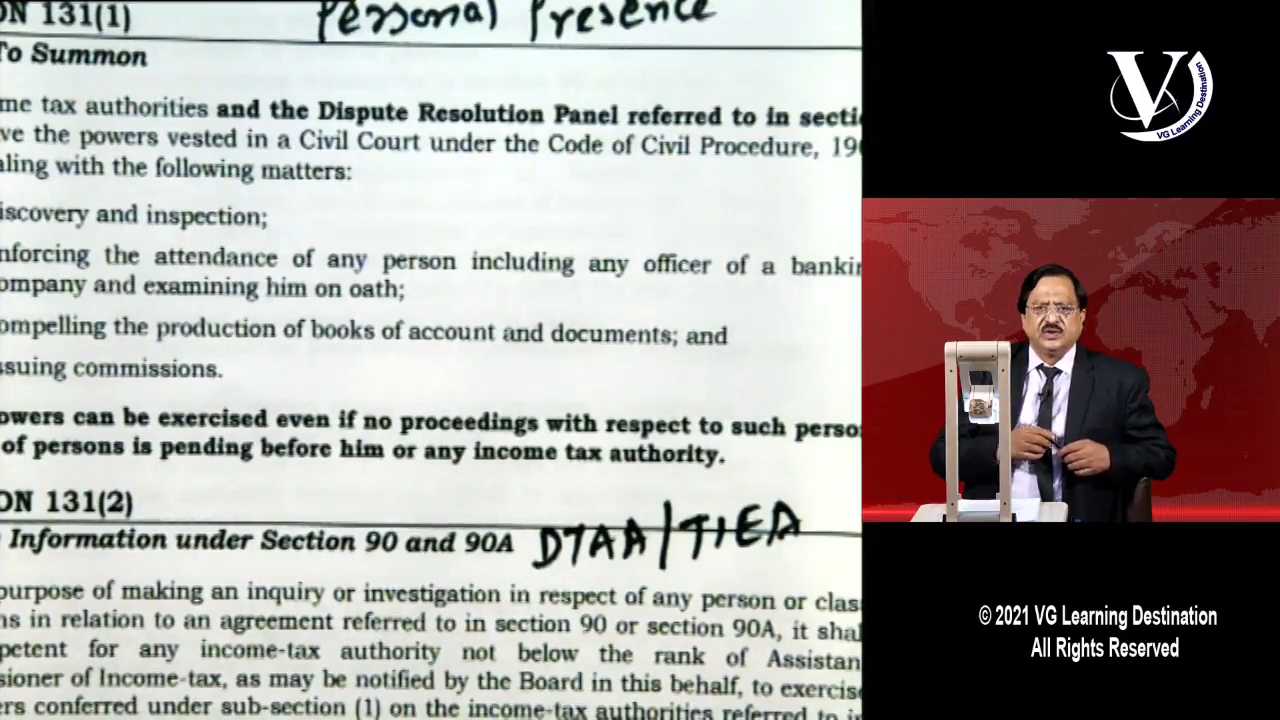 ON 131(1) Personal Presence
To Summon
me tax authorities and the Dispute Resolution Panel referred to in secti
ve the powers vested in a Civil Court under the Code of Civil Procedure, 190
aling with the following matters:
iscovery and inspection;
nforcing the attendance of any person including any officer of a bankin
ompany and examining him on oath;
ompelling the production of books of account and documents; and
ssuing commissions.
owers can be exercised even if no proceedings with respect to such perso
of persons is pending before him or any income tax authority.
ON 131(2)
Information under Section 90 and 90A DTAA/TIEA
purpose of making an inquiry or investigation in respect of any person or clas
ns in relation to an agreement referred to in section 90 or section 90A, it shal
petent for any income-tax authority not below the rank of Assistan
sioner of Income-tax, as may be notified by the Board in this behalf, to exercise
ers conferred under sub-section (1) on the income-tax authorities referred to in
V
VG Learning Destination
© 2021 VG Learning Destination
All Rights Reserved